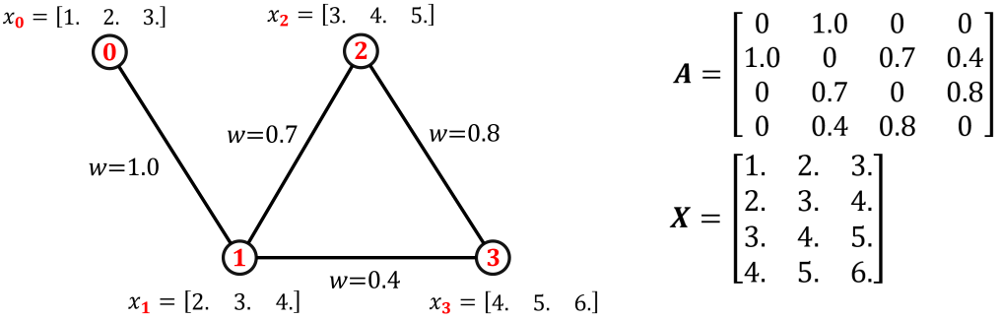 x₀ = [1. 2. 3.]
x₂ = [3. 4. 5.]
0
2
w=0.7
w=0.8
w=1.0
1
3
w=0.4
x₁ = [2. 3. 4.]
x₃ = [4. 5. 6.]
A =
0 1.0 0 0
1.0 0 0.7 0.4
0 0.7 0 0.8
0 0.4 0.8 0
X =
1. 2. 3.
2. 3. 4.
3. 4. 5.
4. 5. 6.